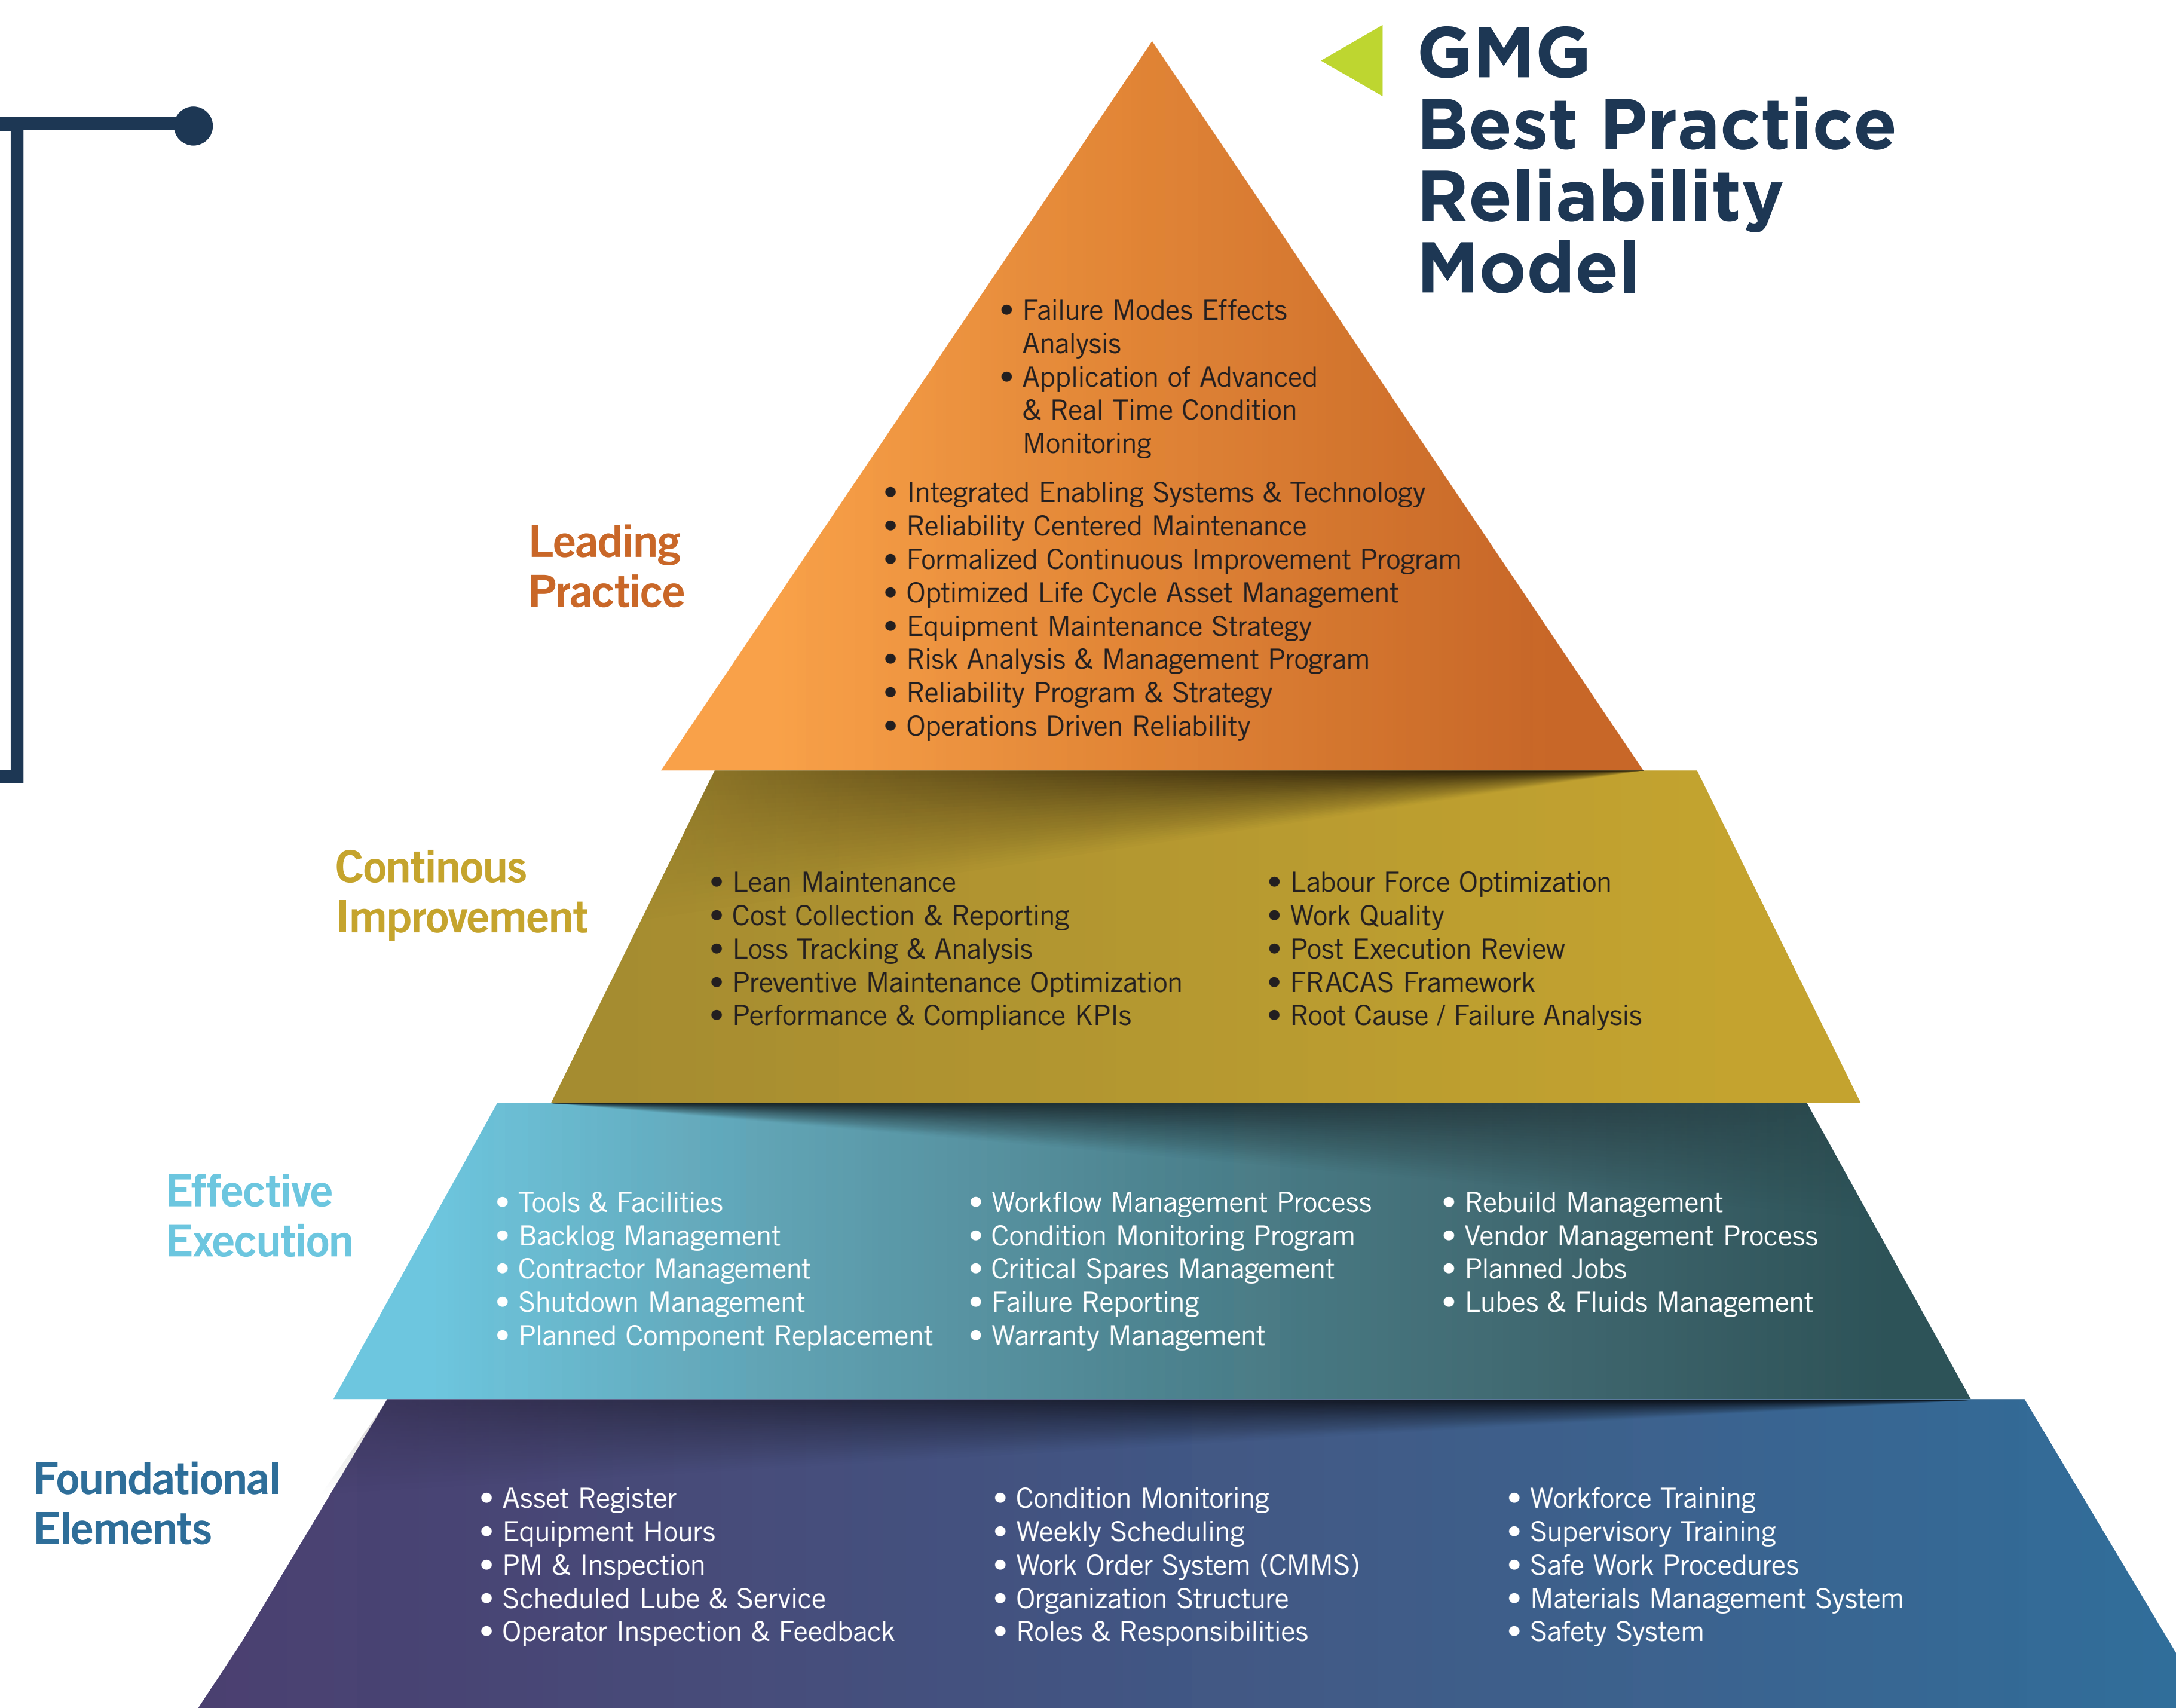 GMG
Best Practice
Reliability
Model
• Failure Modes Effects
Analysis
• Application of Advanced
& Real Time Condition
Monitoring
• Integrated Enabling Systems & Technology
• Reliability Centered Maintenance
• Formalized Continuous Improvement Program
• Optimized Life Cycle Asset Management
• Equipment Maintenance Strategy
• Risk Analysis & Management Program
• Reliability Program & Strategy
• Operations Driven Reliability
Leading
Practice
Continous
Improvement
• Lean Maintenance
• Cost Collection & Reporting
• Loss Tracking & Analysis
• Preventive Maintenance Optimization
• Performance & Compliance KPIs
• Labour Force Optimization
• Work Quality
• Post Execution Review
• FRACAS Framework
• Root Cause / Failure Analysis
Effective
Execution
• Tools & Facilities
• Backlog Management
• Contractor Management
• Shutdown Management
• Planned Component Replacement
• Workflow Management Process
• Condition Monitoring Program
• Critical Spares Management
• Failure Reporting
• Warranty Management
• Rebuild Management
• Vendor Management Process
• Planned Jobs
• Lubes & Fluids Management
Foundational
Elements
• Asset Register
• Equipment Hours
• PM & Inspection
• Scheduled Lube & Service
• Operator Inspection & Feedback
• Condition Monitoring
• Weekly Scheduling
• Work Order System (CMMS)
• Organization Structure
• Roles & Responsibilities
• Workforce Training
• Supervisory Training
• Safe Work Procedures
• Materials Management System
• Safety System